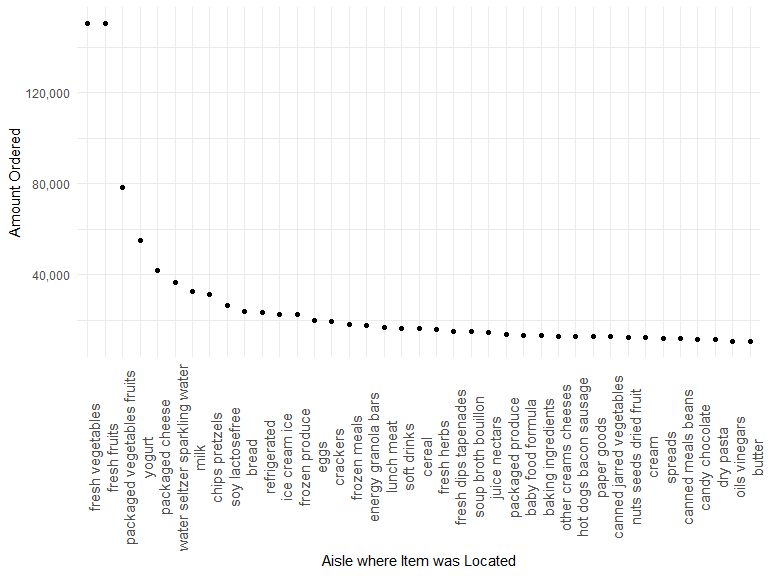 120,000
80,000
40,000
Amount Ordered
fresh vegetables
fresh fruits
packaged vegetables fruits
yogurt
packaged cheese
water seltzer sparkling water
milk
chips pretzels
soy lactosefree
bread
refrigerated
ice cream ice
frozen produce
eggs
crackers
frozen meals
energy granola bars
lunch meat
soft drinks
cereal
fresh herbs
fresh dips tapenades
soup broth bouillon
juice nectars
packaged produce
baby food formula
baking ingredients
other creams cheeses
hot dogs bacon sausage
paper goods
canned jarred vegetables
nuts seeds dried fruit
cream
spreads
canned meals beans
candy chocolate
dry pasta
oils vinegars
butter
Aisle where Item was Located